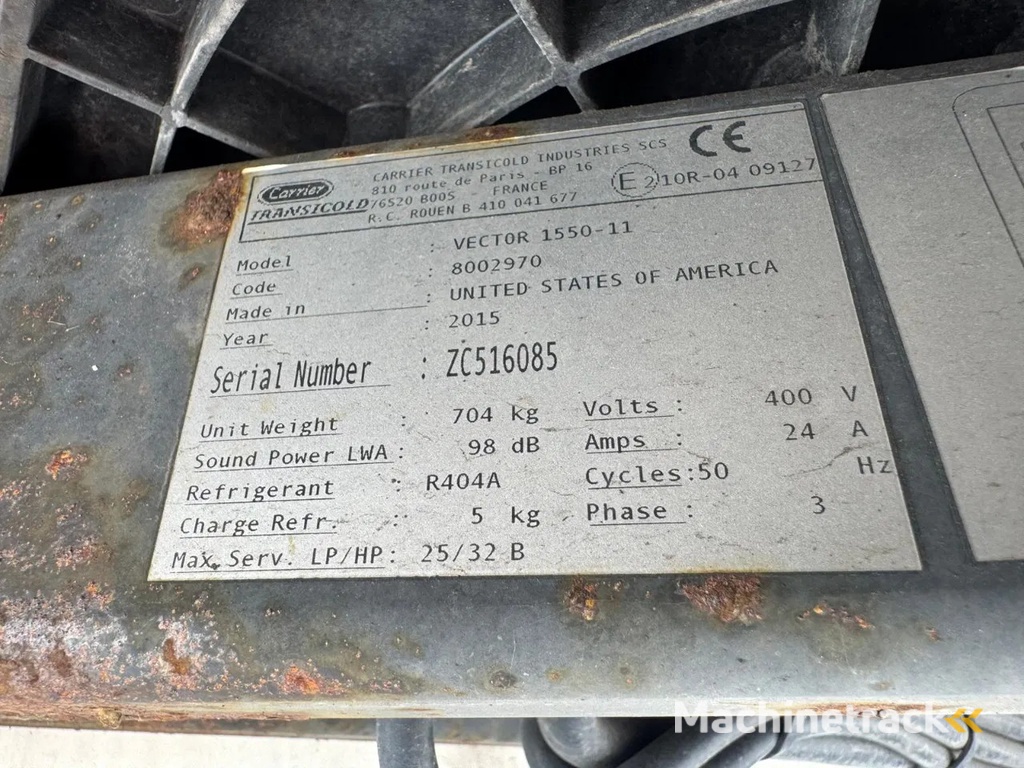 Carrier
TRANSICOLD
CARRIER TRANSICOLD INDUSTRIES SCS
810 route de Paris - BP 16
76520 BOOS FRANCE
R.C. ROUEN B 410 041 677
CE
E 2 10R-04 09127
Model : VECTOR 1550-11
Code : 8002970
Made in : UNITED STATES OF AMERICA
Year : 2015
Serial Number : ZC516085
Unit Weight : 704 kg Volts : 400 V
Sound Power LWA : 98 dB Amps : 24 A
Refrigerant : R404A Cycles:50 Hz
Charge Refr. : 5 kg Phase : 3
Max. Serv. LP/HP: 25/32 B
Machinetrack